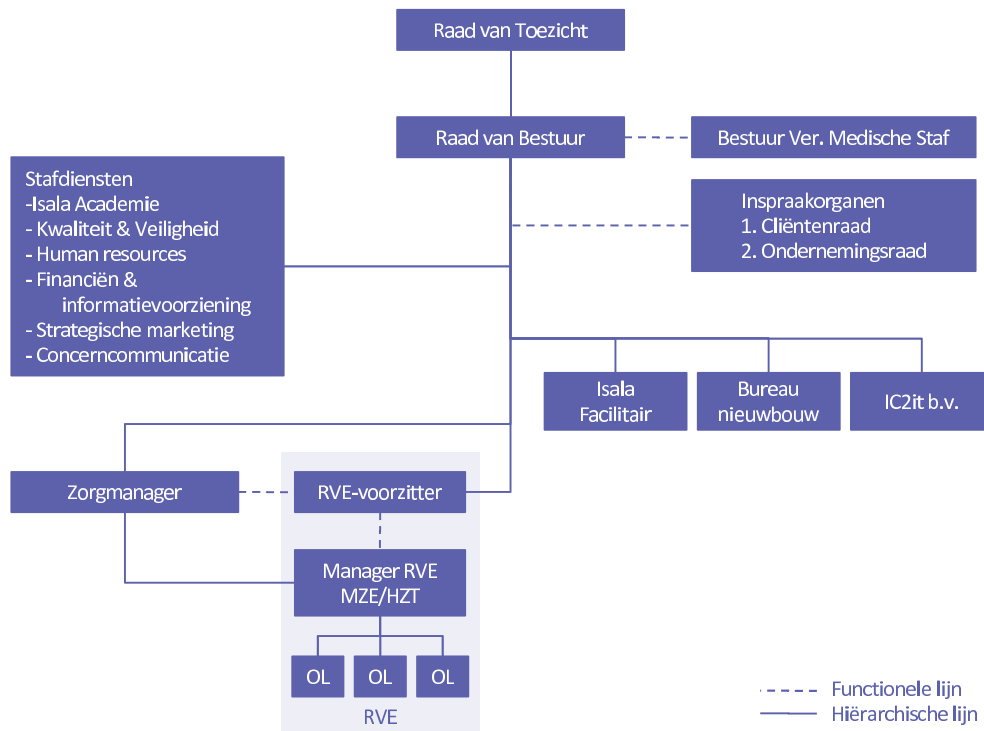 Raad van Toezicht
Raad van Bestuur
Bestuur Ver. Medische Staf
Stafdiensten
-Isala Academie
- Kwaliteit & Veiligheid
- Human resources
- Financiën &
informatievoorziening
- Strategische marketing
- Concerncommunicatie
Inspraakorganen
1. Cliëntenraad
2. Ondernemingsraad
Isala
Facilitair
Bureau
nieuwbouw
IC2it b.v.
Zorgmanager
RVE-voorzitter
Manager RVE
MZE/HZT
OL
OL
OL
RVE
Functionele lijn
Hiërarchische lijn